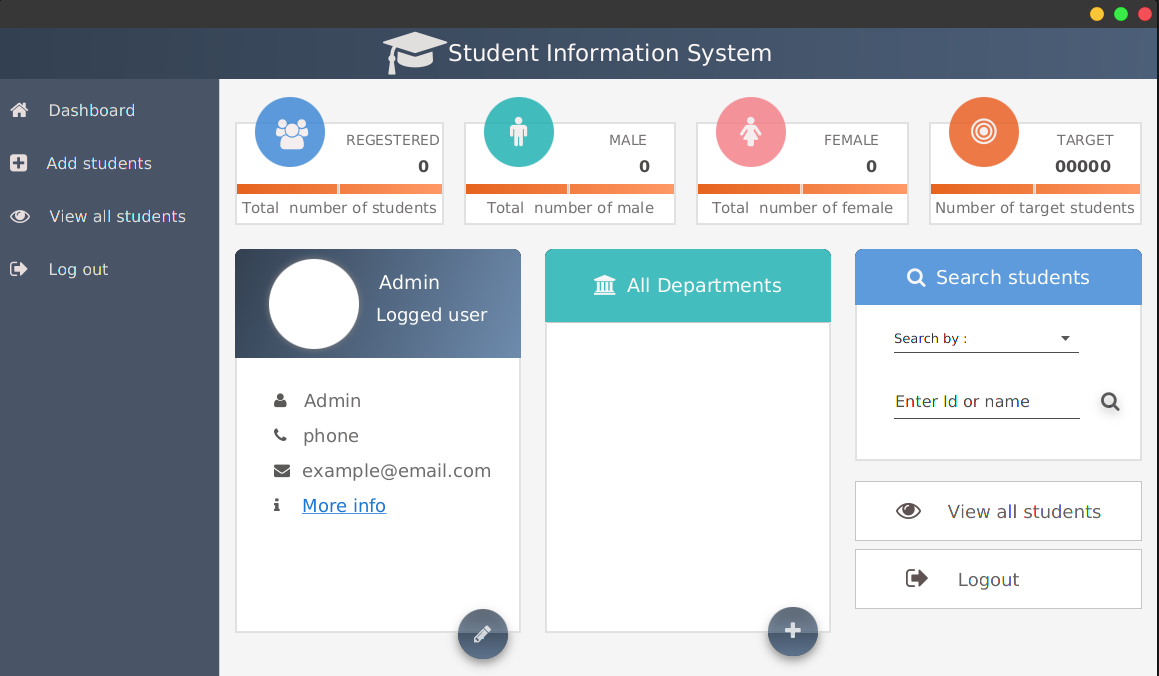 Student Information System
Dashboard
Add students
View all students
Log out
REGESTERED
0
Total number of students
MALE
0
Total number of male
FEMALE
0
Total number of female
TARGET
00000
Number of target students
Admin
Logged user
Admin
phone
example@email.com
More info
All Departments
Search students
Search by :
Enter Id or name
View all students
Logout